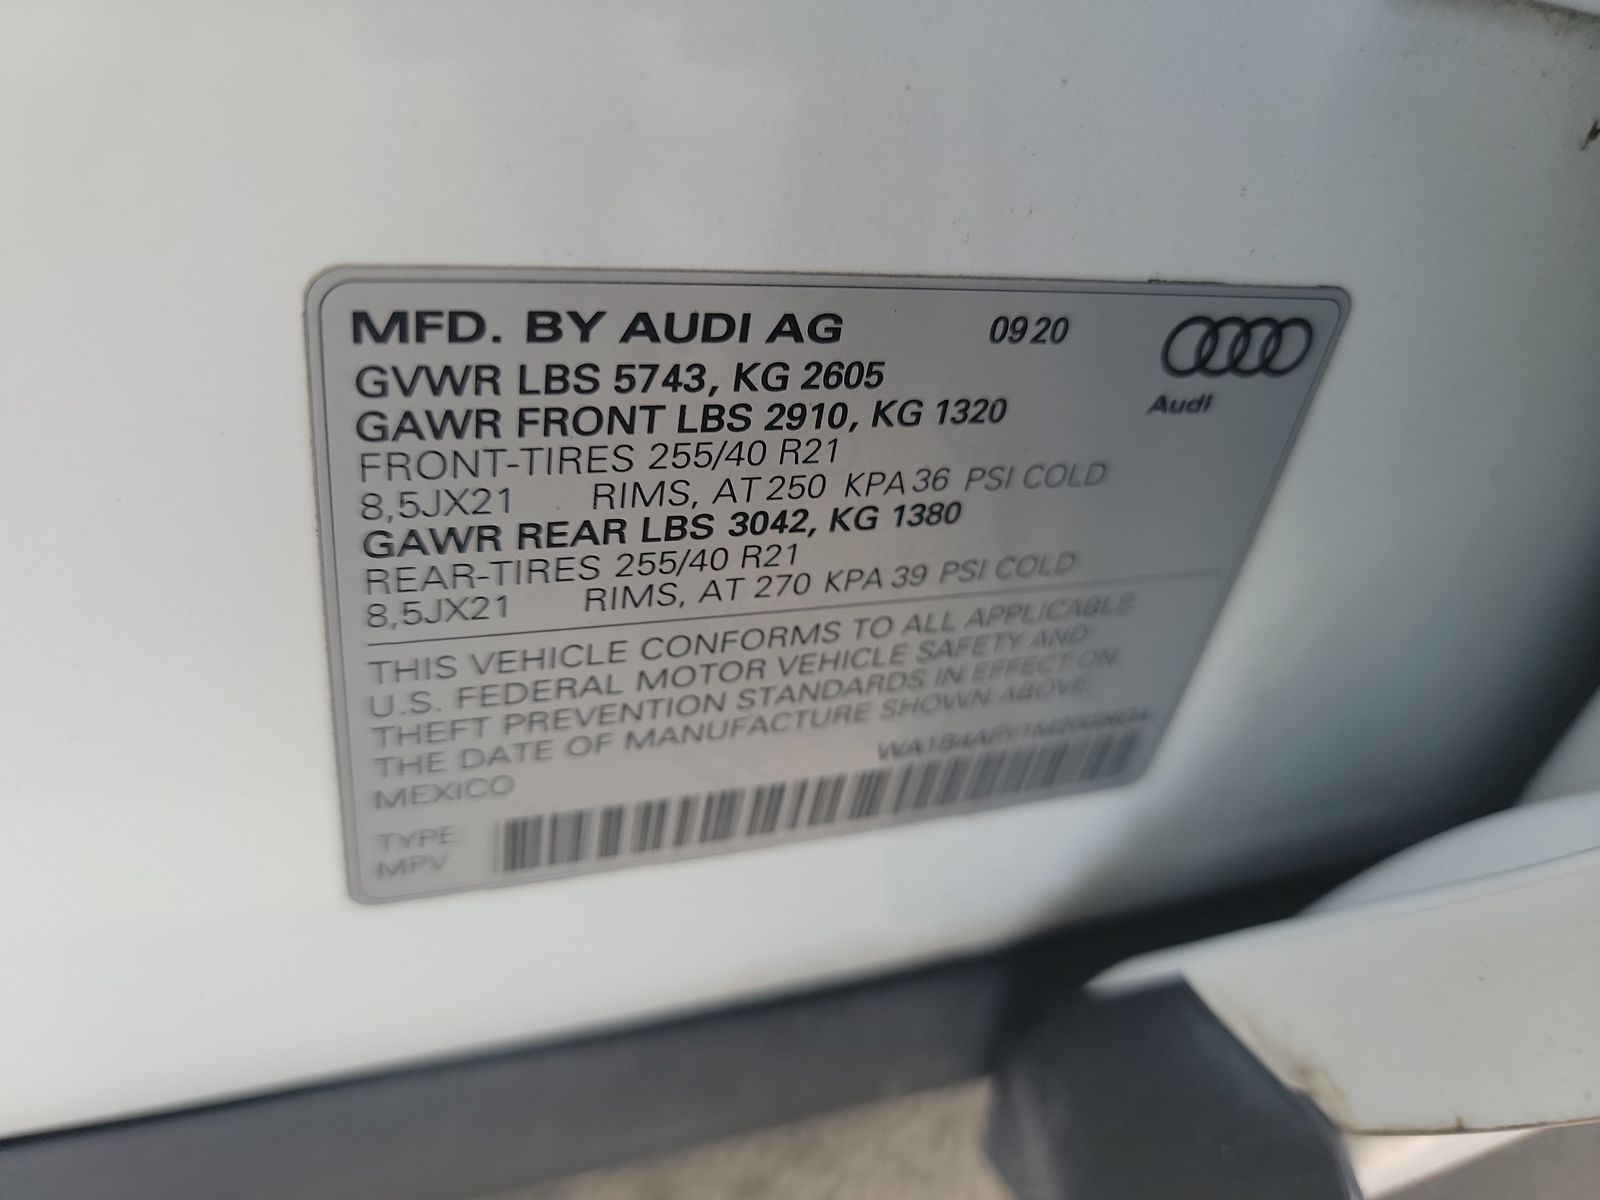 MFD. BY AUDI AG 09 20
Audi
GVWR LBS 5743, KG 2605
GAWR FRONT LBS 2910, KG 1320
FRONT-TIRES 255/40 R21
8,5JX21 RIMS, AT 250 KPA 36 PSI COLD
GAWR REAR LBS 3042, KG 1380
REAR-TIRES 255/40 R21
8,5JX21 RIMS, AT 270 KPA 39 PSI COLD
THIS VEHICLE CONFORMS TO ALL APPLICABLE
U.S. FEDERAL MOTOR VEHICLE SAFETY AND
THEFT PREVENTION STANDARDS IN EFFECT ON
THE DATE OF MANUFACTURE SHOWN ABOVE.
MEXICO
TYPE:
MPV